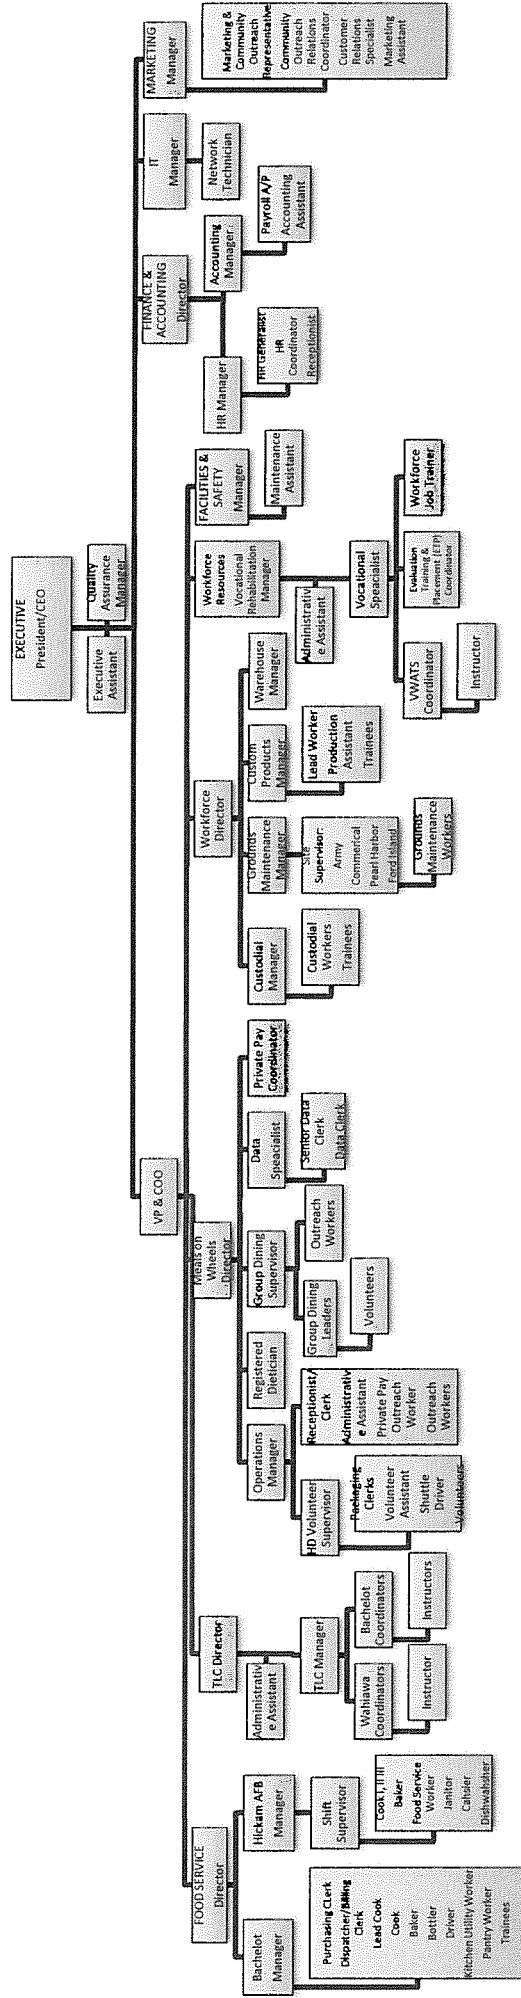 EXECUTIVE
President/CEO
Executive
Assistant
Quality
Assurance
Manager
VP & COO
FINANCE &
ACCOUNTING
Director
IT
Manager
MARKETING
Manager
HR Manager
Accounting
Manager
Network
Technician
Marketing &
Community
Outreach
Representative
Community
Outreach
Relations
Coordinator
Customer
Relations
Specialist
Marketing
Assistant
HR Generalist
HR
Coordinator
Receptionist
Payroll A/P
Accounting
Assistant
FOOD SERVICE
Director
TLC Director
Meals on
Wheels
Director
Workforce
Director
Workforce
Resources
Vocational
Rehabilitation
Manager
FACILITIES &
SAFETY
Manager
Maintenance
Assistant
Bachelot
Manager
Hickam AFB
Manager
Purchasing CLerk
Dispatcher/Billing
Clerk
Lead Cook
Cook
Baker
Bottler
Driver
Kitchen Utility Worker
Pantry Worker
Trainees
Shift
Supervisor
Cook I, II III
Baker
Food Service
Worker
Janitor
Cahsier
Dishwahsher
Administrativ
e Assistant
TLC Manager
Wahiawa
Coordinators
Bachelot
Coordinators
Instructor
Instructors
Operations
Manager
Registered
Dietician
Group Dining
Supervisor
Data
Speacialist
Private Pay
Coordinator
HD Volunteer
Supervisor
Receptionist/
Clerk
Administrativ
e Assistant
Private Pay
Outreach
Worker
Outreach
Workers
Packaging
Clerks
Volunteer
Assistant
Shuttle
Driver
Volunteers
Group Dining
Leaders
Outreach
Workers
Volunteers
Senior Data
Clerk
Data Clerk
Custodial
Manager
Grounds
Maintenance
Manager
Custom
Products
Manager
Warehouse
Manager
Custodial
Workers
Trainees
Site
Supervisor:
Army
Commerical
Pearl Harbor
Ford Island
Grounds
Maintenance
Workers
Lead Worker
Production
Assistant
Trainees
Administrativ
e Assistant
Vocational
Speacialist
VWATS
Coordinator
Evaluation
Training &
Placement (ETP)
Coordinator
Workforce
Job Trainer
Instructor